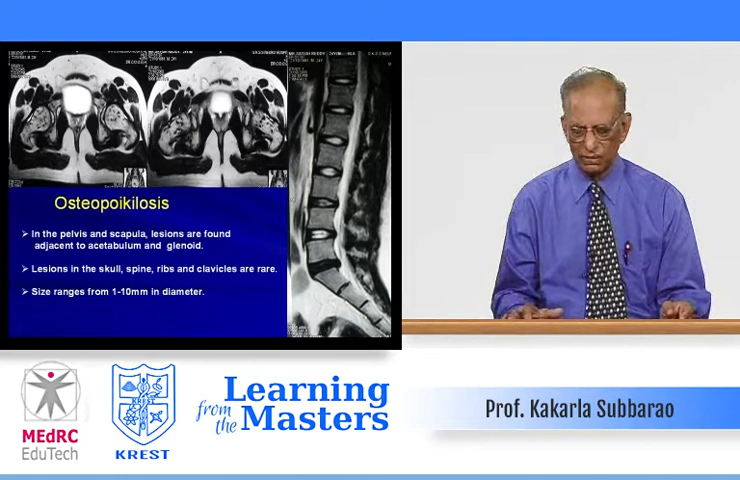 Osteopoikilosis
➢ In the pelvis and scapula, lesions are found
adjacent to acetabulum and glenoid.
➢ Lesions in the skull, spine, ribs and clavicles are rare.
➢ Size ranges from 1-10mm in diameter.
MEdRC
EduTech
KREST
KREST
Learning
from the Masters
Prof. Kakarla Subbarao